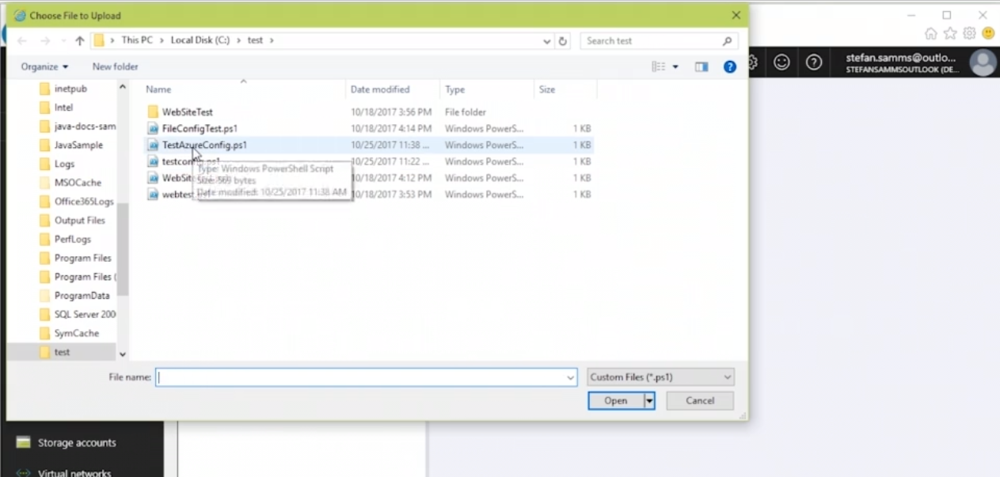 Choose File to Upload
This PC > Local Disk (C:) > test >
Search test
Organize
New folder
?
stefan.samms@outlo...
STEFANSAMMSOUTLOOK (DE...
inetpub
Intel
java-docs-sam
JavaSample
Logs
MSOCache
Office365Logs
Output Files
PerfLogs
Program Files
Program Files (
ProgramData
SQL Server 200
SymCache
test
Name Date modified Type Size
WebSiteTest 10/18/2017 3:56 PM File folder
FileConfigTest.ps1 10/18/2017 4:14 PM Windows PowerS... 1 KB
TestAzureConfig.ps1 10/25/2017 11:38 ... Windows PowerS... 1 KB
testconfig.ps1 10/25/2017 11:22 ... Windows PowerS... 1 KB
WebSite 10/18/2017 4:12 PM Windows PowerS... 1 KB
webtest 10/18/2017 3:53 PM Windows PowerS... 1 KB
Type: Windows PowerShell Script
Size: 569 bytes
Date modified: 10/25/2017 11:38 AM
File name:
Custom Files (*.ps1)
Open
Cancel
Storage accounts
Virtual networks